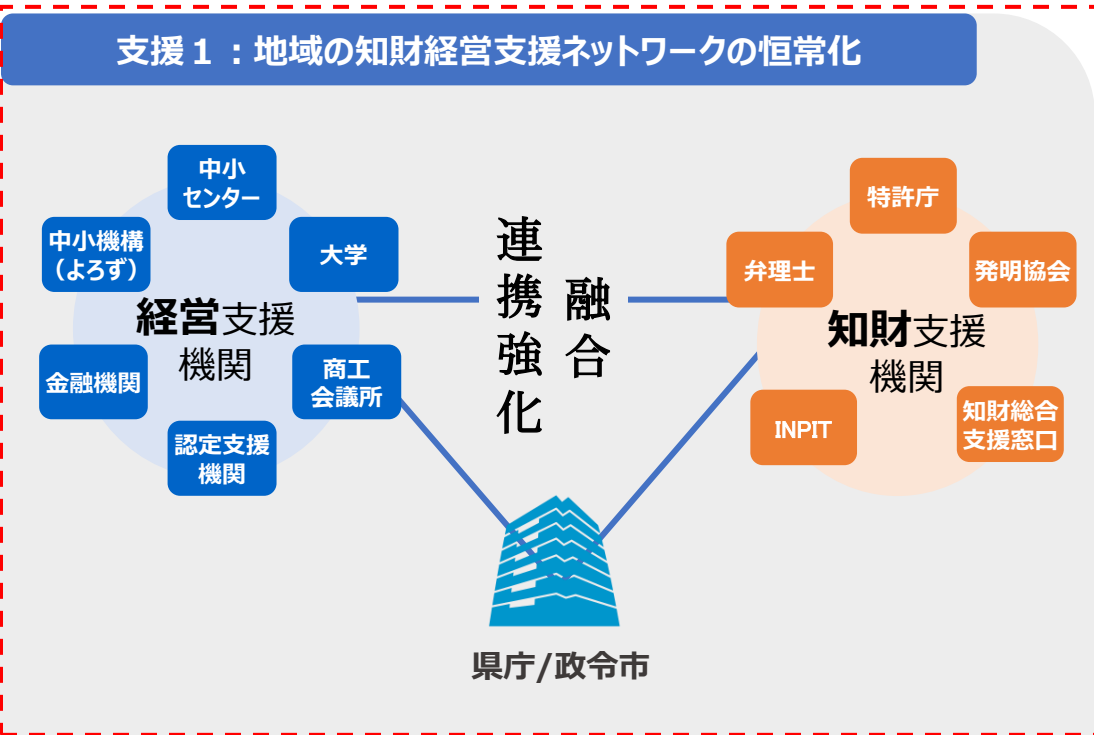 支援１：地域の知財経営支援ネットワークの恒常化
中小
センター
中小機構
（よろず）
大学
経営支援
機関
金融機関
商工
会議所
認定支援
機関
連携強化
融合
特許庁
弁理士
発明協会
知財支援
機関
INPIT
知財総合
支援窓口
県庁/政令市